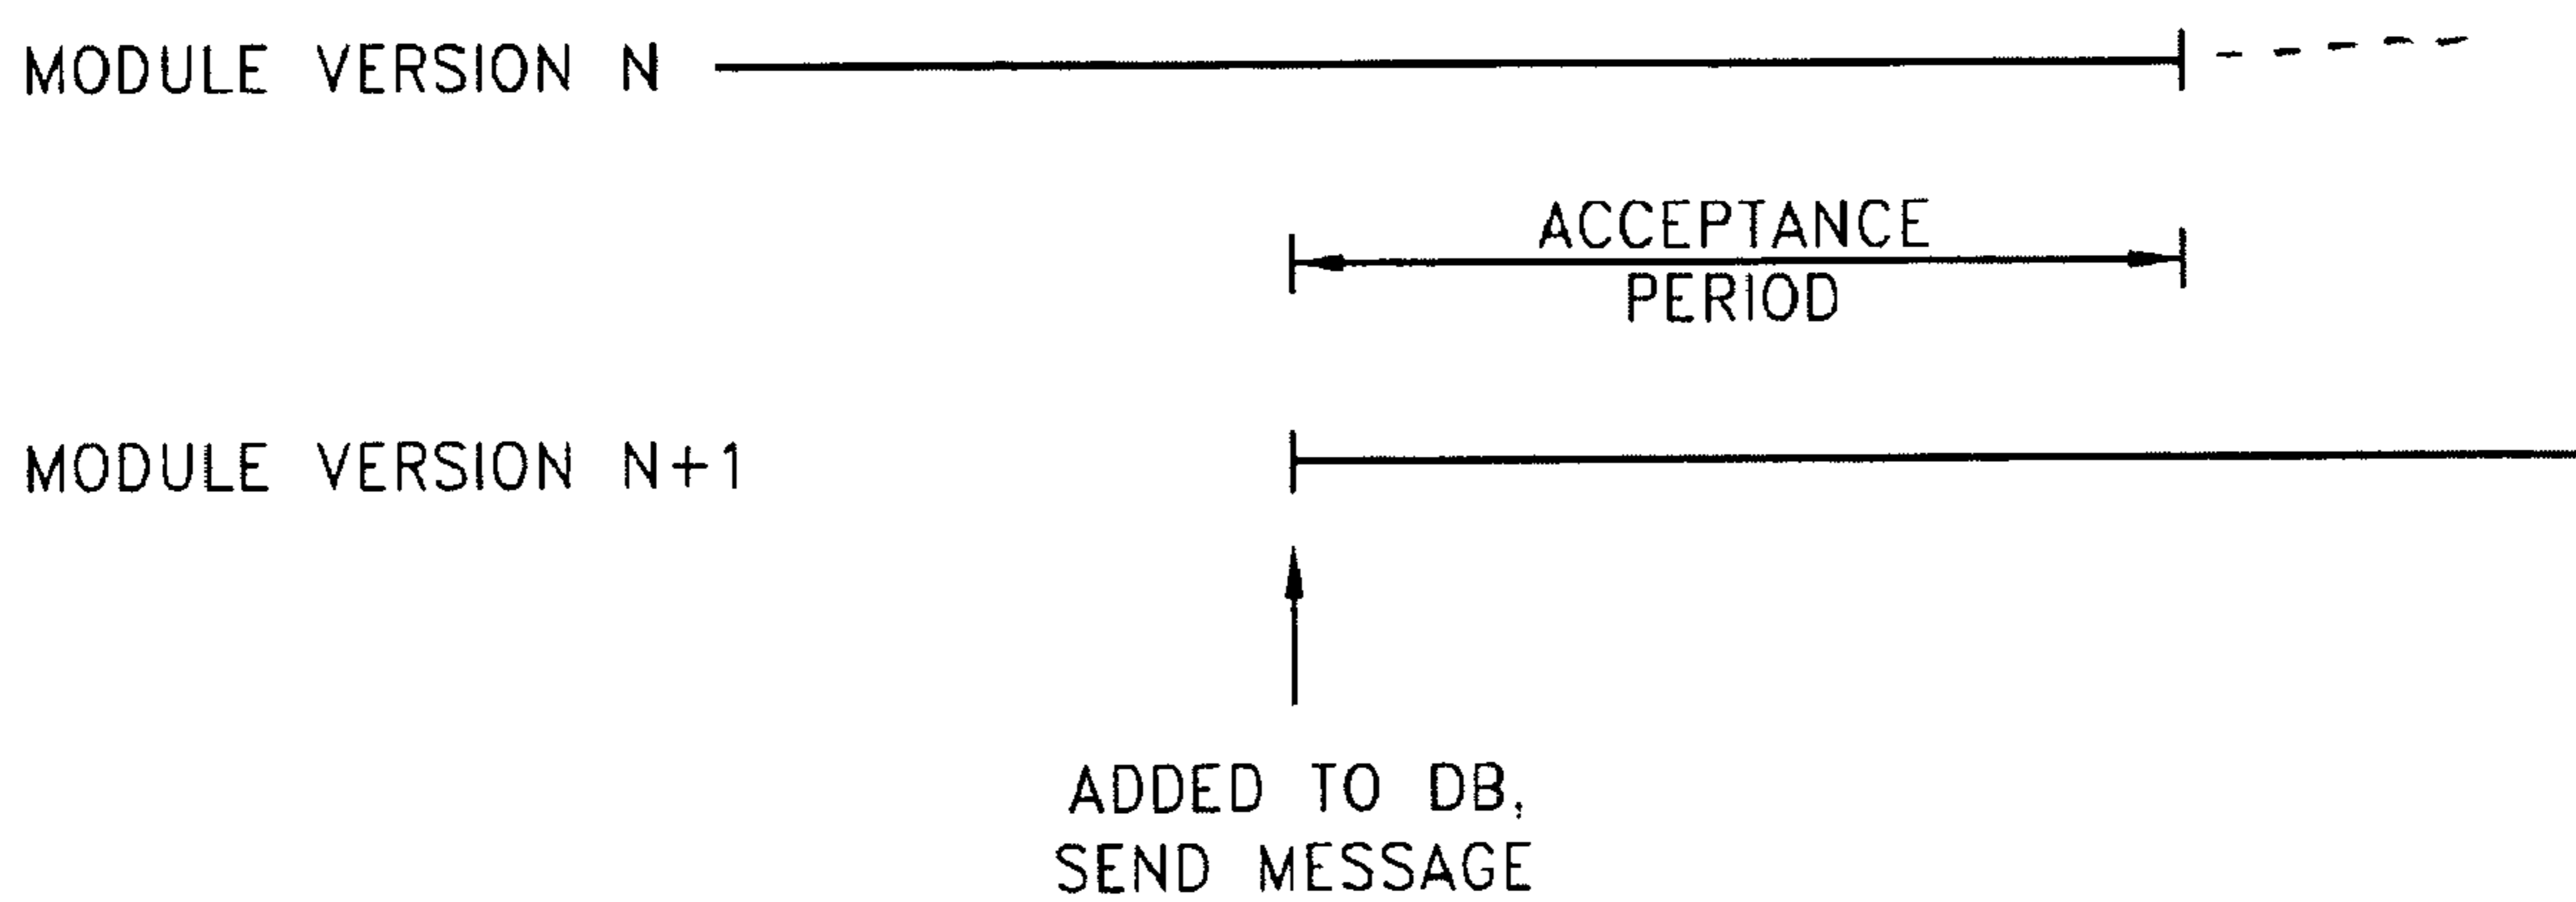 MODULE VERSION N
ACCEPTANCE
PERIOD
MODULE VERSION N+1
ADDED TO DB,
SEND MESSAGE